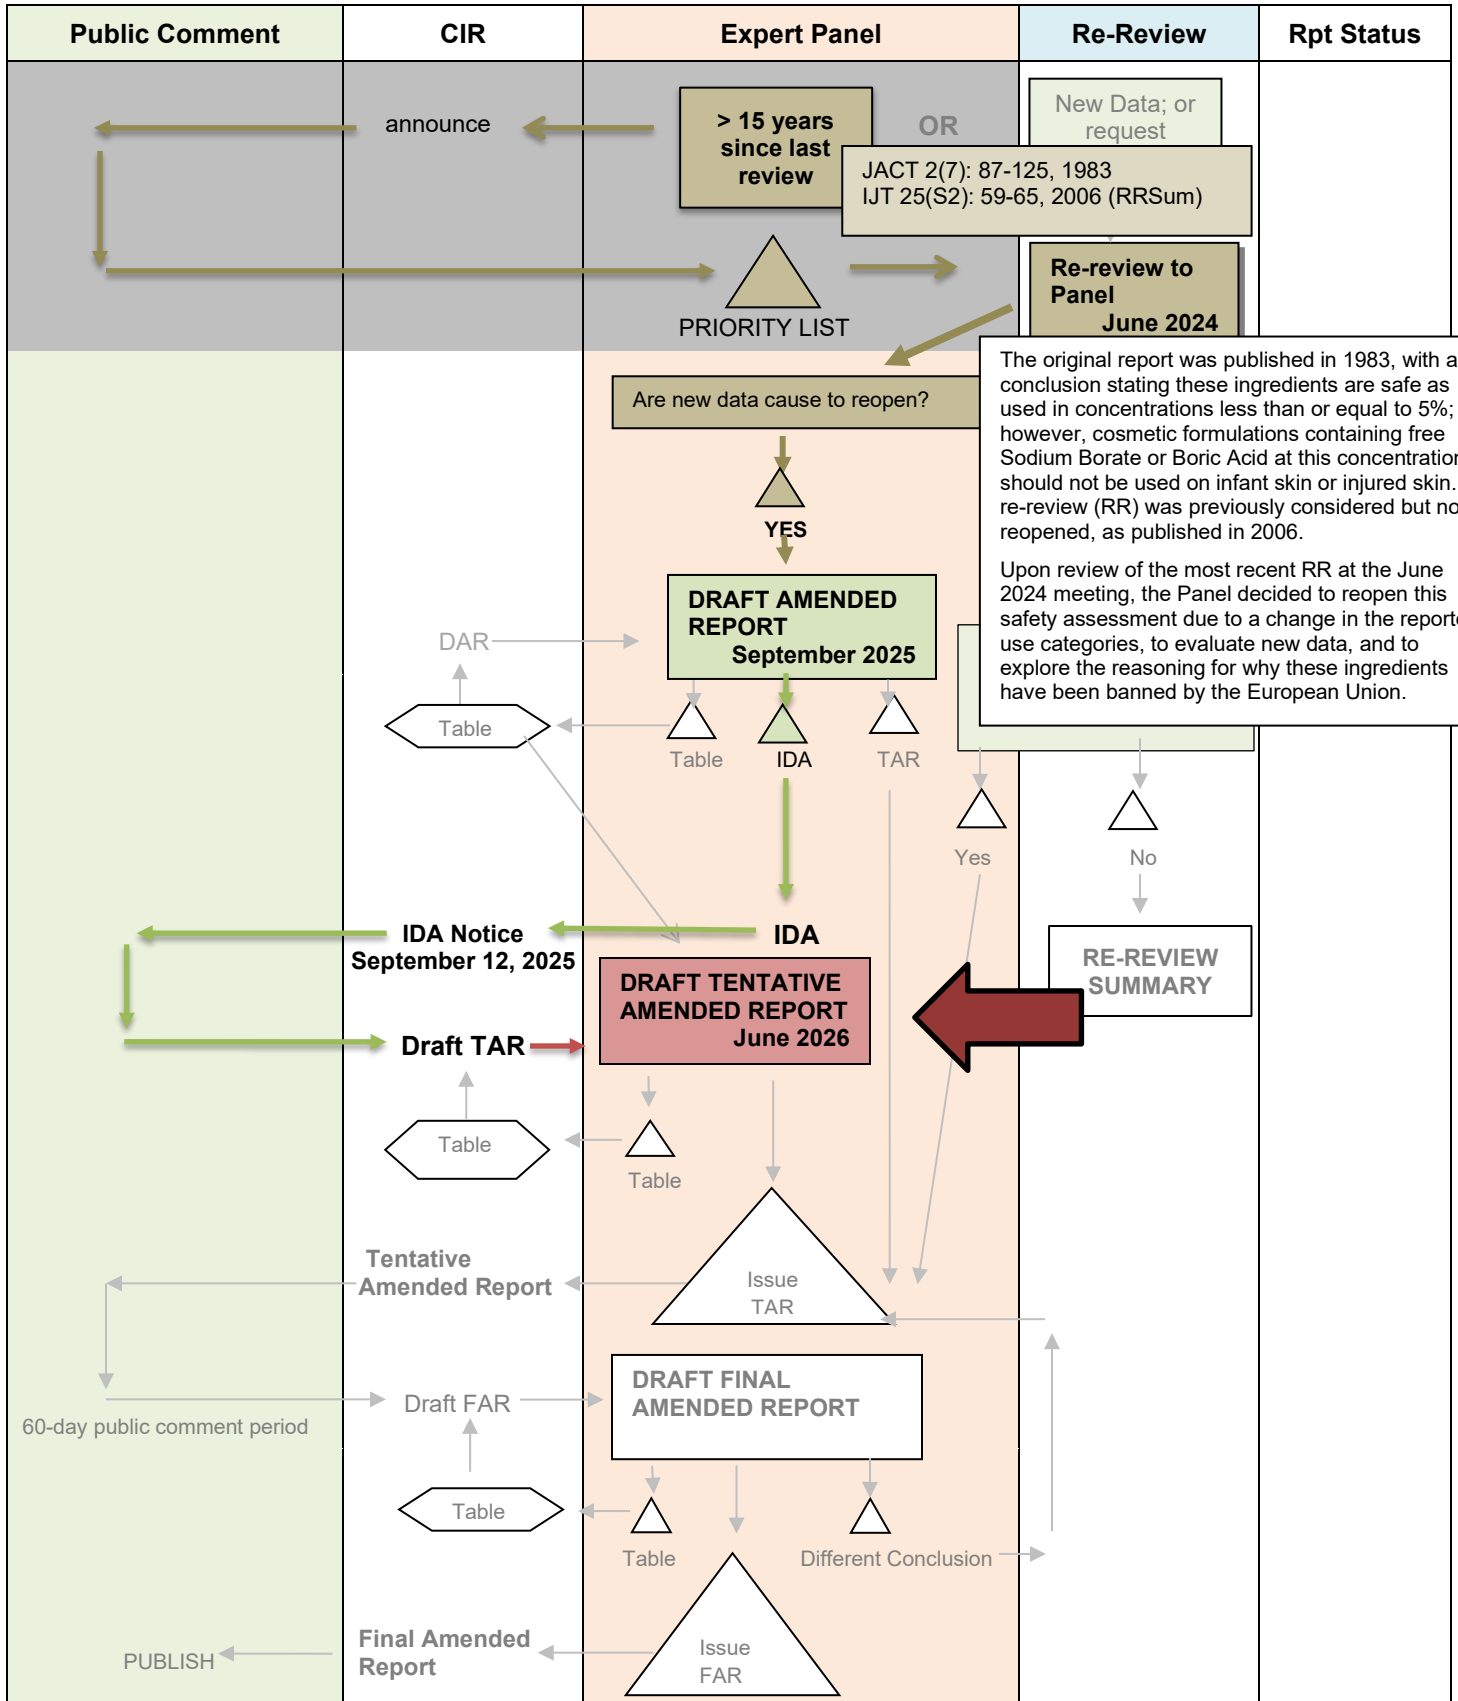 Public Comment
CIR
Expert Panel
Re-Review
Rpt Status
announce
> 15 years
since last
review
OR
New Data; or
request
JACT 2(7): 87-125, 1983
IJT 25(S2): 59-65, 2006 (RRSum)
PRIORITY LIST
Re-review to
Panel
June 2024
Are new data cause to reopen?
The original report was published in 1983, with a
conclusion stating these ingredients are safe as
used in concentrations less than or equal to 5%;
however, cosmetic formulations containing free
Sodium Borate or Boric Acid at this concentration
should not be used on infant skin or injured skin.
re-review (RR) was previously considered but no
reopened, as published in 2006.
Upon review of the most recent RR at the June
2024 meeting, the Panel decided to reopen this
safety assessment due to a change in the reporte
use categories, to evaluate new data, and to
explore the reasoning for why these ingredients
have been banned by the European Union.
YES
DAR
DRAFT AMENDED
REPORT
September 2025
Table
Table
IDA
TAR
Yes
No
IDA Notice
September 12, 2025
IDA
RE-REVIEW
SUMMARY
DRAFT TENTATIVE
AMENDED REPORT
June 2026
Draft TAR
Table
Table
Tentative
Amended Report
Issue
TAR
60-day public comment period
Draft FAR
DRAFT FINAL
AMENDED REPORT
Table
Table
Different Conclusion
PUBLISH
Final Amended
Report
Issue
FAR